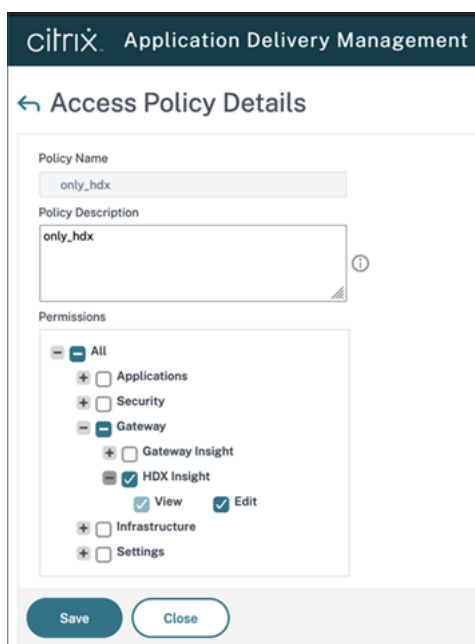 citrix. Application Delivery Management
Access Policy Details
Policy Name
only_hdx
Policy Description
only_hdx
Permissions
All
Applications
Security
Gateway
Gateway Insight
HDX Insight
View Edit
Infrastructure
Settings
Save Close